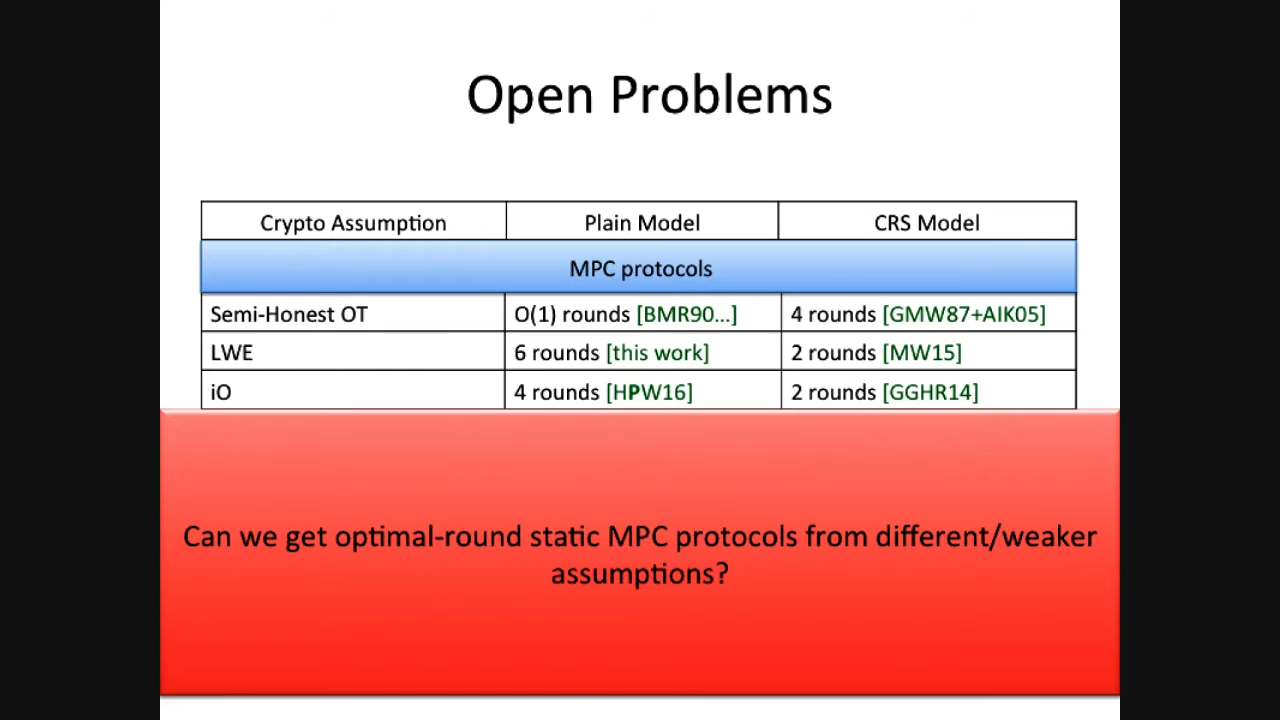 Open Problems
Crypto Assumption Plain Model CRS Model
MPC protocols
Semi-Honest OT O(1) rounds [BMR90...] 4 rounds [GMW87+AIK05]
LWE 6 rounds [this work] 2 rounds [MW15]
iO 4 rounds [HPW16] 2 rounds [GGHR14]
Can we get optimal-round static MPC protocols from different/weaker
assumptions?